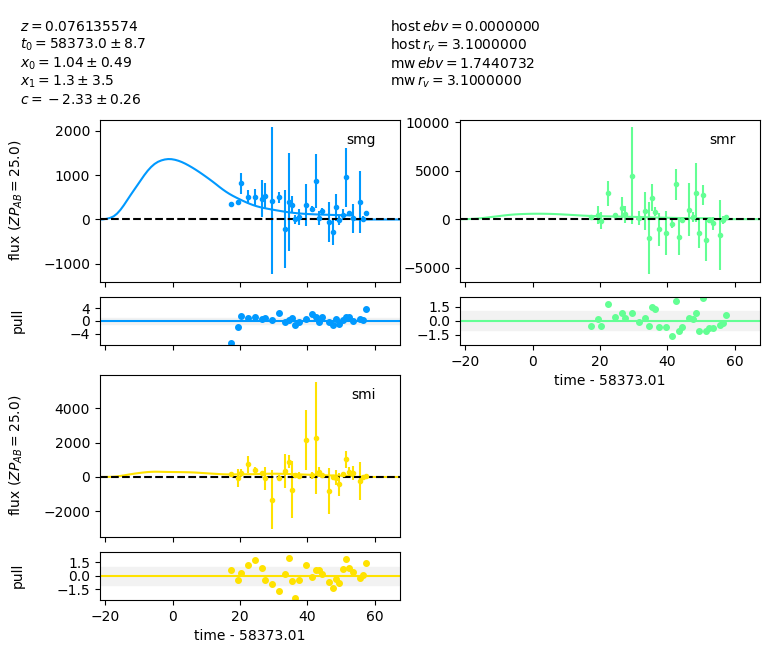 z = 0.076135574
t₀ = 58373.0 ± 8.7
x₀ = 1.04 ± 0.49
x₁ = 1.3 ± 3.5
c = −2.33 ± 0.26
host ebv = 0.0000000
host r_v = 3.1000000
mw ebv = 1.7440732
mw r_v = 3.1000000
flux (ZP_AB = 25.0)
2000
1000
0
−1000
smg
10000
5000
0
−5000
smr
pull
4
0
−4
1.5
0.0
−1.5
−20 0 20 40 60
time - 58373.01
flux (ZP_AB = 25.0)
4000
2000
0
−2000
smi
pull
1.5
0.0
−1.5
−20 0 20 40 60
time - 58373.01